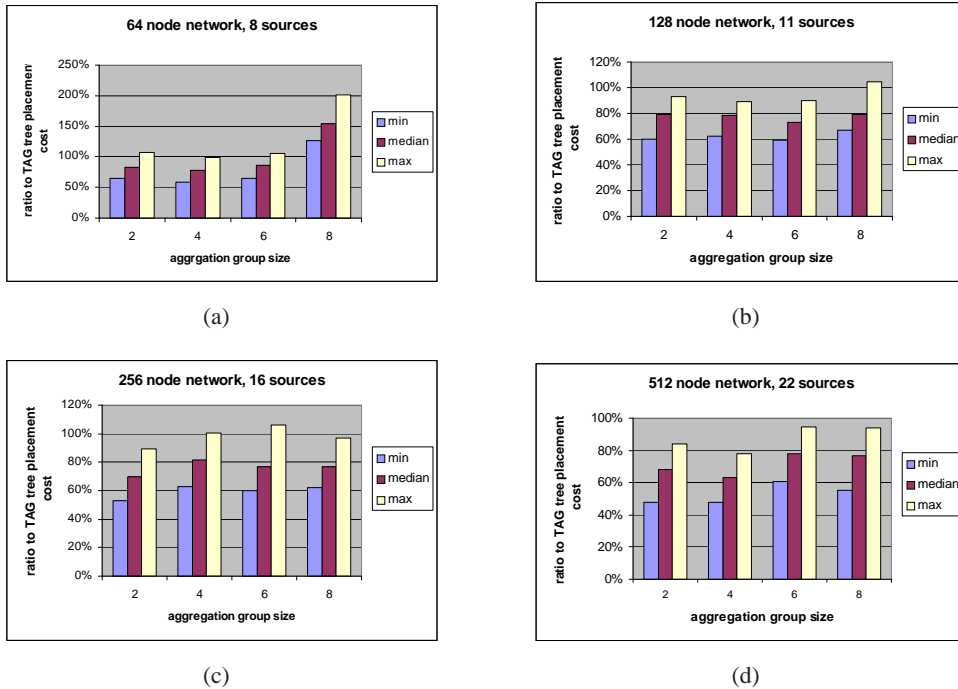 64 node network, 8 sources
ratio to TAG tree placement
cost
250%
200%
150%
100%
50%
0%
2 4 6 8
aggrgation group size
min
median
max
(a)
128 node network, 11 sources
ratio to TAG tree placement
cost
120%
100%
80%
60%
40%
20%
0%
2 4 6 8
aggregation group size
min
median
max
(b)
256 node network, 16 sources
ratio to TAG tree placement
cost
120%
100%
80%
60%
40%
20%
0%
2 4 6 8
aggregation group size
min
median
max
(c)
512 node network, 22 sources
ratio to TAG tree placement
cost
100%
80%
60%
40%
20%
0%
2 4 6 8
aggregation group size
min
median
max
(d)